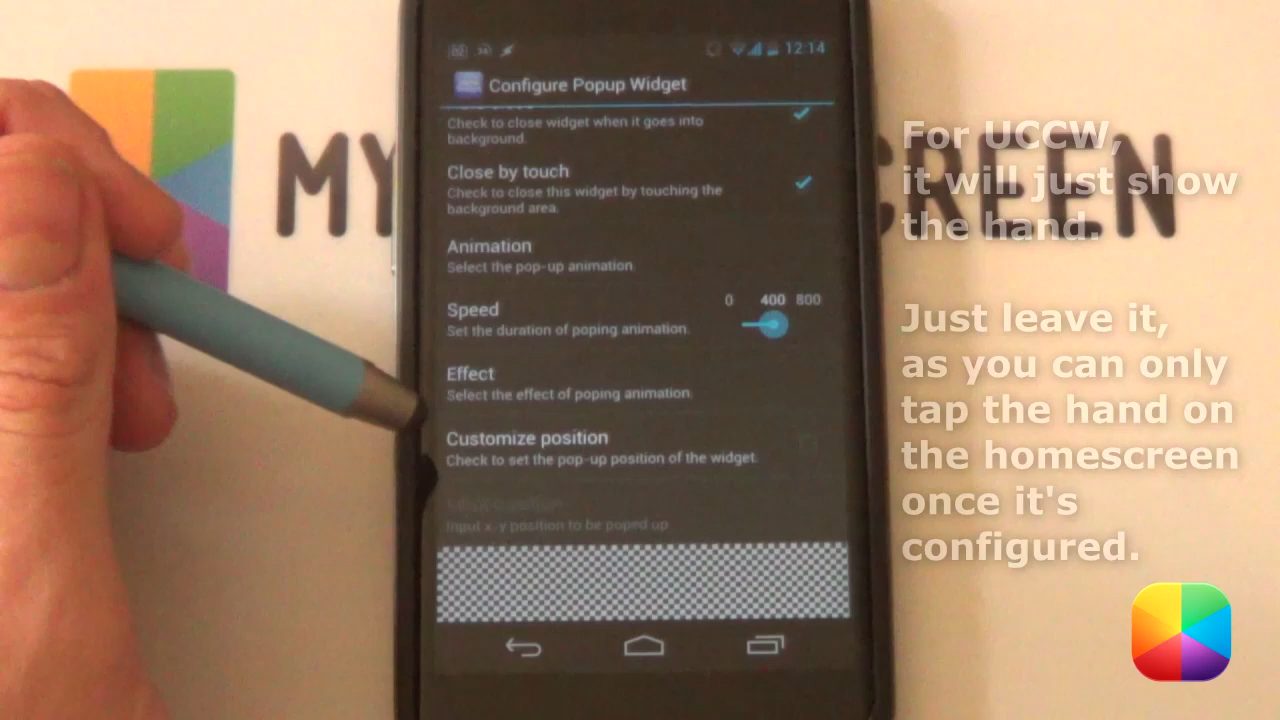 12:14
Configure Popup Widget
Check to close widget when it goes into
background.
Close by touch
Check to close this widget by touching the
background area.
Animation
Select the pop-up animation.
Speed
0 400 800
Set the duration of poping animation.
Effect
Select the effect of poping animation.
Customize position
Check to set the pop-up position of the widget.
Input x, y position to be poped up
MY
CREEN
For UCCW,
it will just show
the hand.
Just leave it,
as you can only
tap the hand on
the homescreen
once it's
configured.